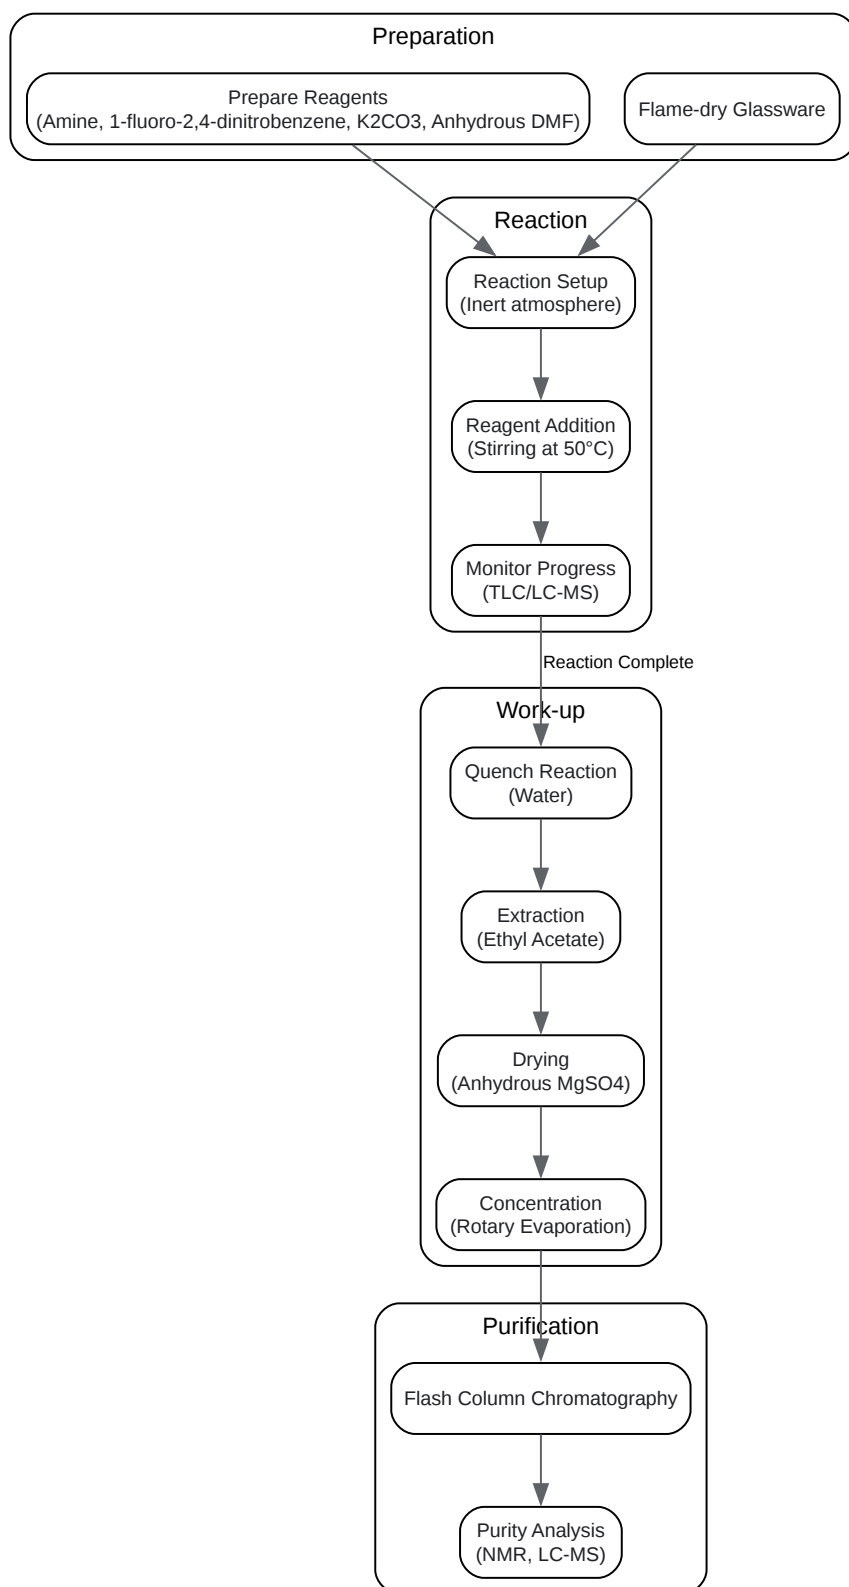 Preparation
Prepare Reagents
(Amine, 1-fluoro-2,4-dinitrobenzene, K2CO3, Anhydrous DMF)
Flame-dry Glassware
Reaction
Reaction Setup
(Inert atmosphere)
Reagent Addition
(Stirring at 50°C)
Monitor Progress
(TLC/LC-MS)
Reaction Complete
Work-up
Quench Reaction
(Water)
Extraction
(Ethyl Acetate)
Drying
(Anhydrous MgSO4)
Concentration
(Rotary Evaporation)
Purification
Flash Column Chromatography
Purity Analysis
(NMR, LC-MS)